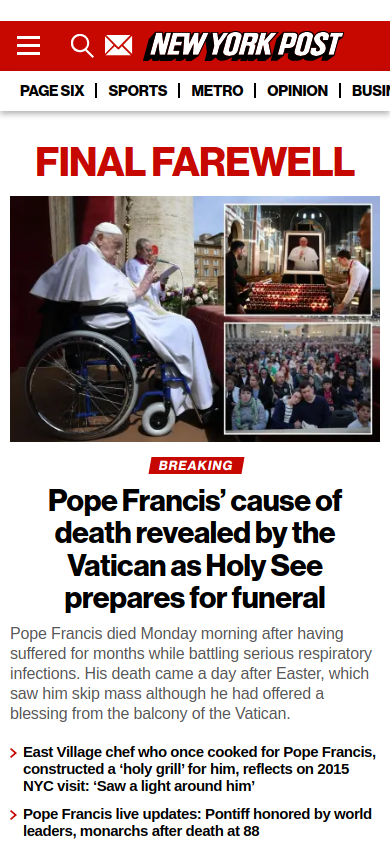 NEW YORK POST
PAGE SIX
SPORTS
METRO
OPINION
BUSI
FINAL FAREWELL
BREAKING
Pope Francis’ cause of
death revealed by the
Vatican as Holy See
prepares for funeral
Pope Francis died Monday morning after having
suffered for months while battling serious respiratory
infections. His death came a day after Easter, which
saw him skip mass although he had offered a
blessing from the balcony of the Vatican.
East Village chef who once cooked for Pope Francis,
constructed a ‘holy grill’ for him, reflects on 2015
NYC visit: ‘Saw a light around him’
Pope Francis live updates: Pontiff honored by world
leaders, monarchs after death at 88